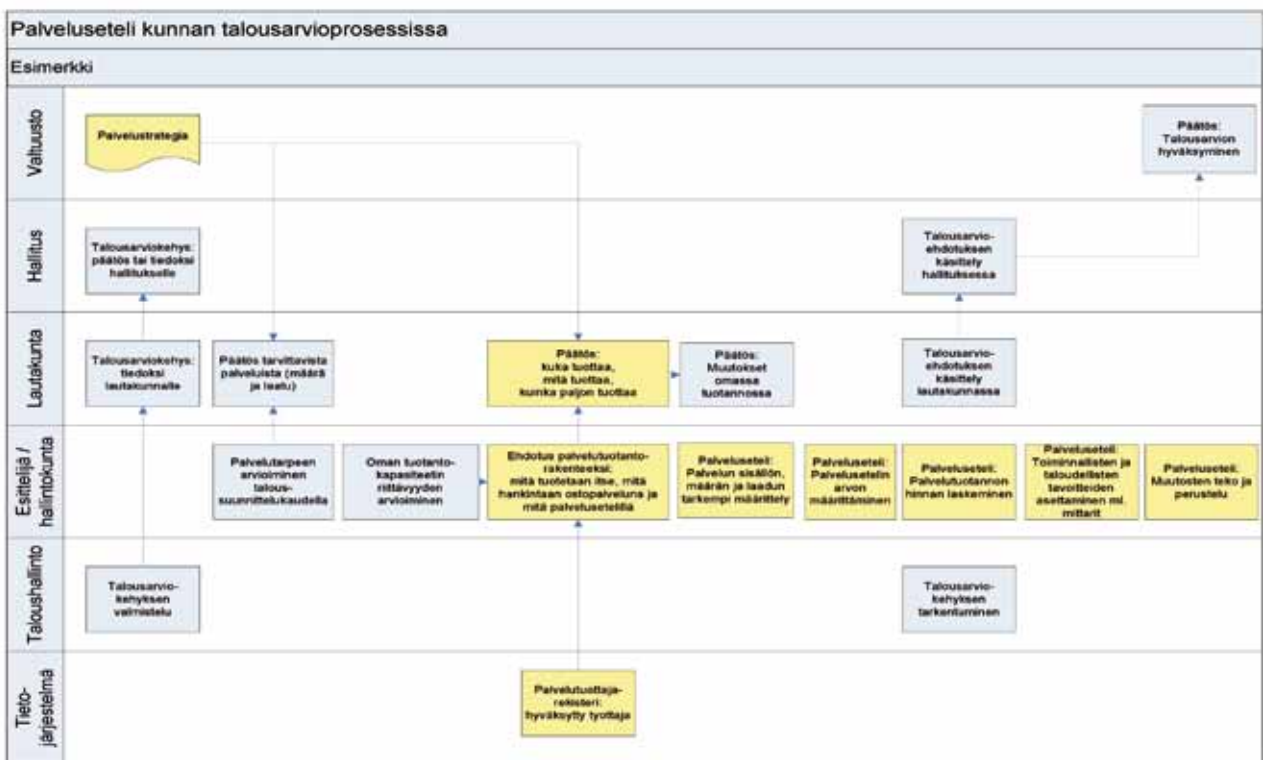 Palveluseteli kunnan talousarvioprosessissa
Esimerkki
Valtuusto
Palvelustrategia
Päätös:
Talousarvion
hyväksyminen
Hallitus
Talousarviokehys:
päätös tai tiedoksi
hallitukselle
Talousarvio-
ehdotuksen
käsittely
hallituksessa
Lautakunta
Talousarviokehys:
tiedoksi
lautakunnalle
Päätös tarvittavista
palveluista (määrä
ja laatu)
Päätös:
kuka tuottaa,
mitä tuottaa,
kuinka paljon tuottaa
Päätös:
Muutokset
omassa
tuotannossa
Talousarvio-
ehdotuksen
käsittely
lautakunnassa
Esittelijä /
hallintokunta
Palvelutarpeen
arvioiminen
talous-
suunnittelukaudella
Oman tuotanto-
kapasiteetin
riittävyyden
arvioiminen
Ehdotus palvelutuotanto-
rakenteeksi:
mitä tuotetaan itse, mitä
hankintaan ostopalveluna ja
mitä palvelusetelillä
Palveluseteli:
Palvelun sisällön,
määrän ja laadun
tarkempi määrittely
Palveluseteli:
Palvelusetelin
arvon
määrittäminen
Palveluseteli:
Palvelutuotannon
hinnan laskeminen
Palveluseteli:
Toiminnallisten ja
taloudellisten
tavoitteiden
asettaminen ml.
mittarit
Palveluseteli:
Muutosten teko ja
perustelu
Taloushallinto
Talousarvio-
kehyksen
valmistelu
Talousarvio-
kehyksen
tarkentuminen
Tieto-
järjestelmä
Palvelutuottaja-
rekisteri:
hyväksytty tyottaja